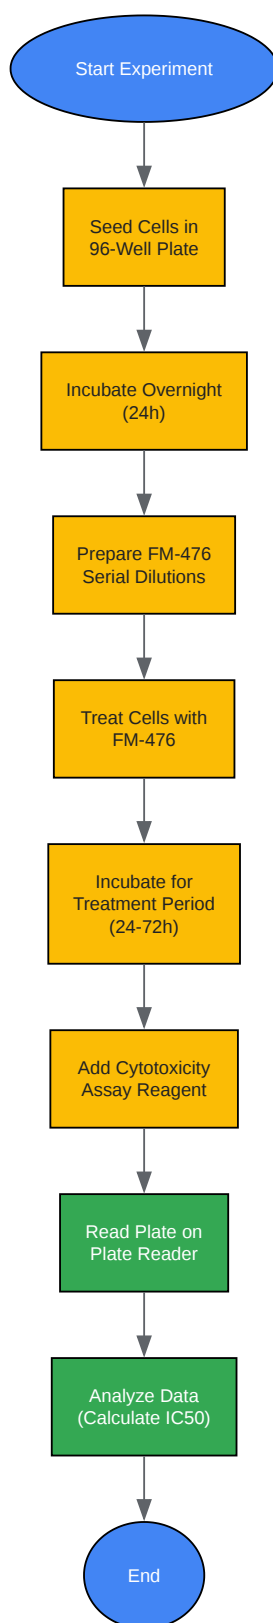 Start Experiment
Seed Cells in
96-Well Plate
Incubate Overnight
(24h)
Prepare FM-476
Serial Dilutions
Treat Cells with
FM-476
Incubate for
Treatment Period
(24-72h)
Add Cytotoxicity
Assay Reagent
Read Plate on
Plate Reader
Analyze Data
(Calculate IC50)
End